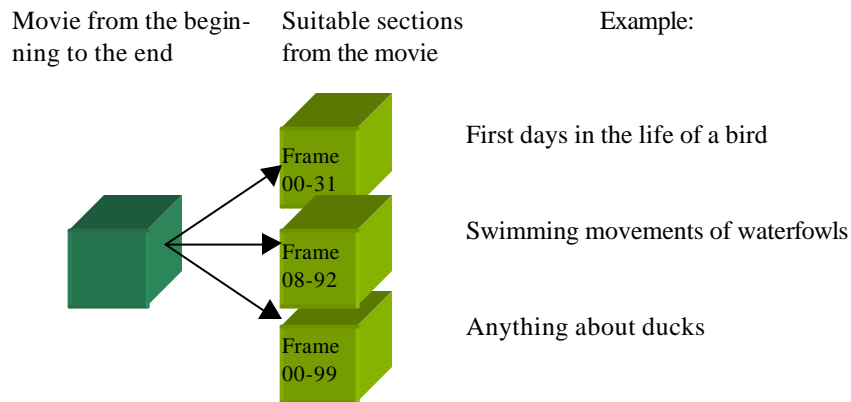 Movie from the begin-
ning to the end
Suitable sections
from the movie
Example:
Frame
00-31
First days in the life of a bird
Frame
08-92
Swimming movements of waterfowls
Frame
00-99
Anything about ducks